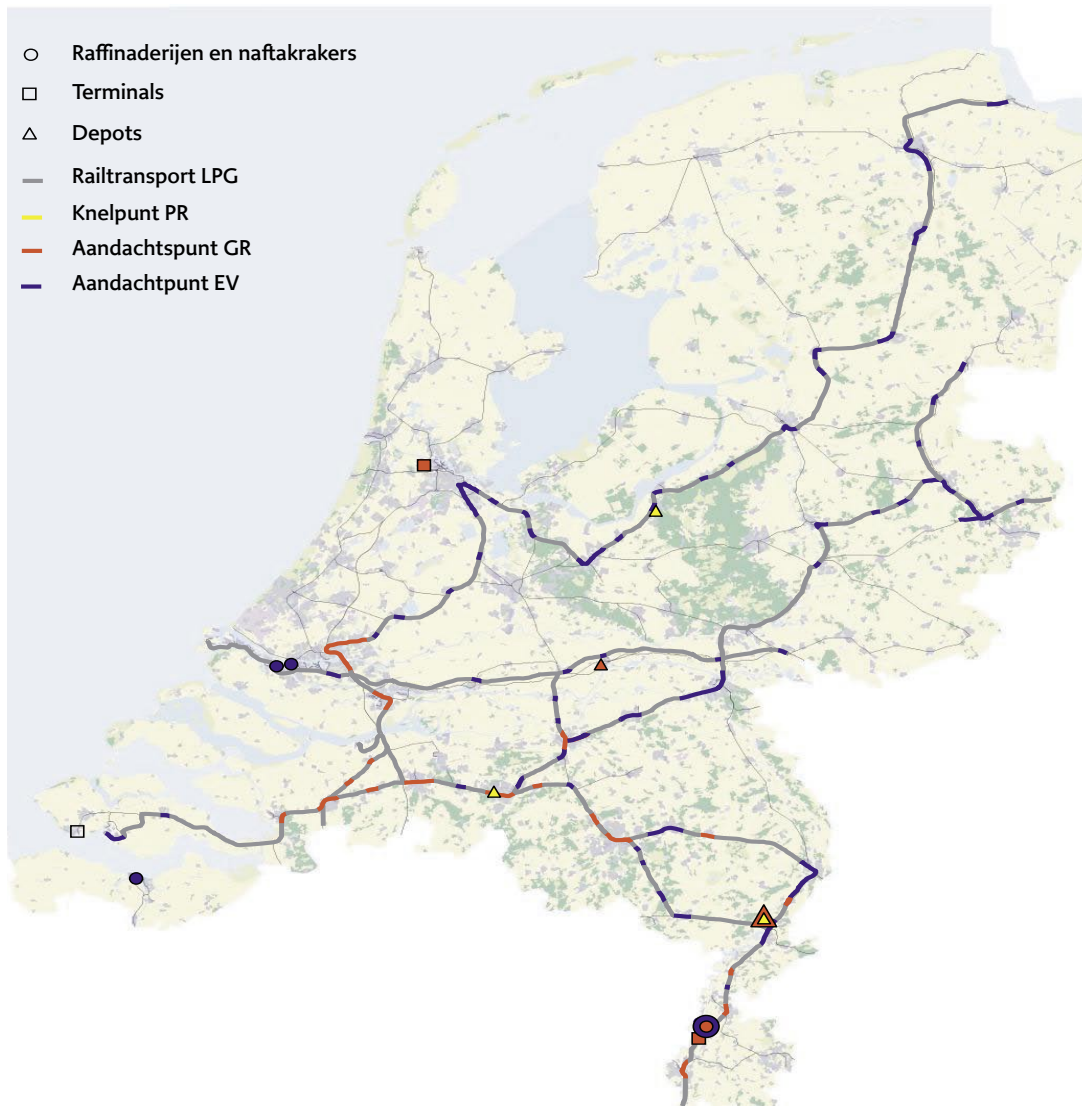 Raffinaderijen en naftakrakers
Terminals
Depots
Railtransport LPG
Knelpunt PR
Aandachtspunt GR
Aandachtpunt EV